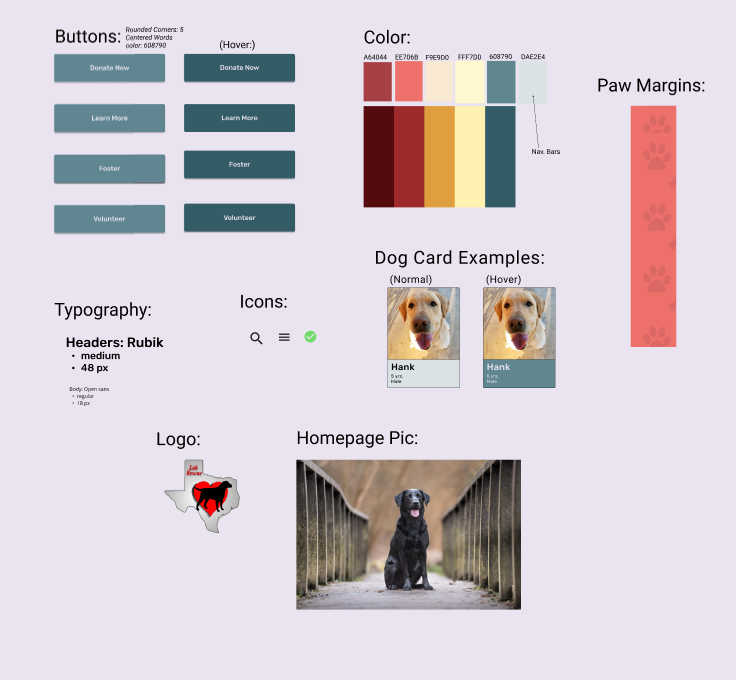 Buttons:
Rounded Corners: 5
Centered Words
color: 608790
(Hover:)
Donate Now
Donate Now
Learn More
Learn More
Foster
Foster
Volunteer
Volunteer
Color:
A64044 EE706B F9E9D0 FFF7D0 608790 DAE2E4
Nav. Bars
Paw Margins:
Dog Card Examples:
(Normal)
(Hover)
Hank
5 yrs.
Male
Hank
5 yrs.
Male
Typography:
Headers: Rubik
• medium
• 48 px
Body: Open sans
• regular
• 18 px
Icons:
Logo:
Lab
Rescue
Homepage Pic: